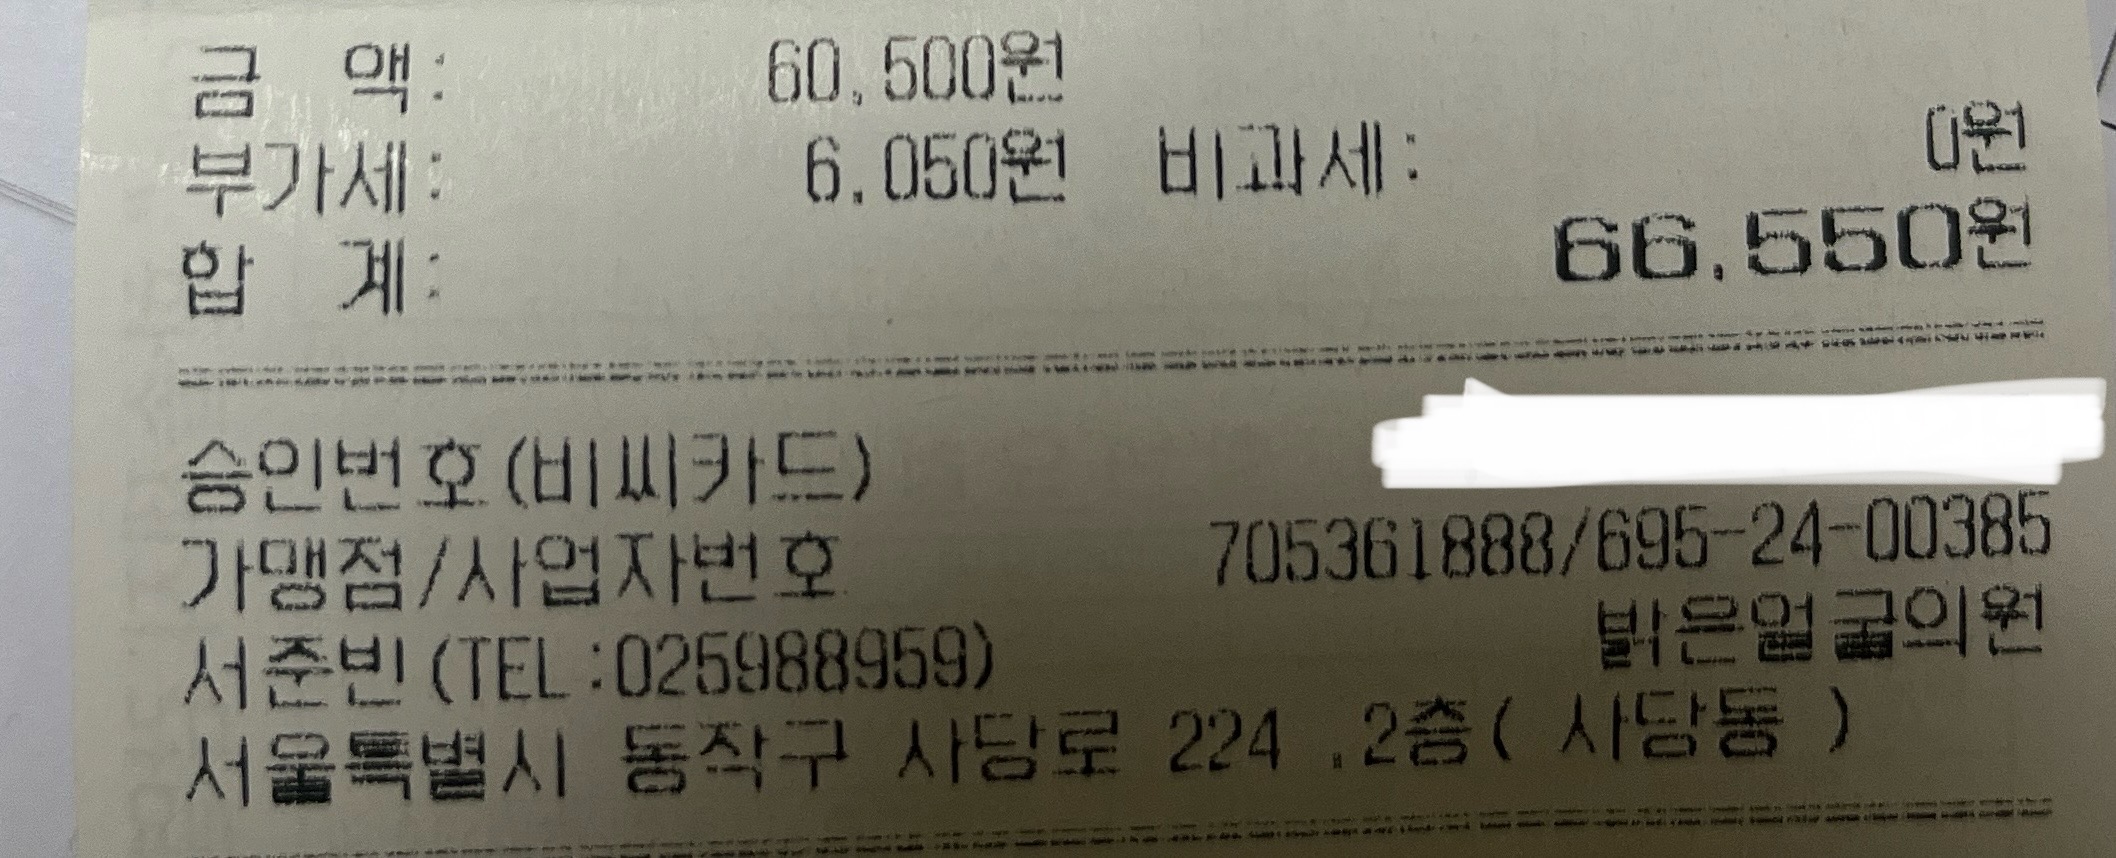 금 액: 60,500원
부가세: 6,050원 비과세: 0원
합 계: 66,550원
승인번호(비씨카드)
가맹점/사업자번호 705361888/695-24-00385
서준빈(TEL:025988959) 밝은얼굴의원
서울특별시 동작구 사당로 224 .2층( 사당동 )